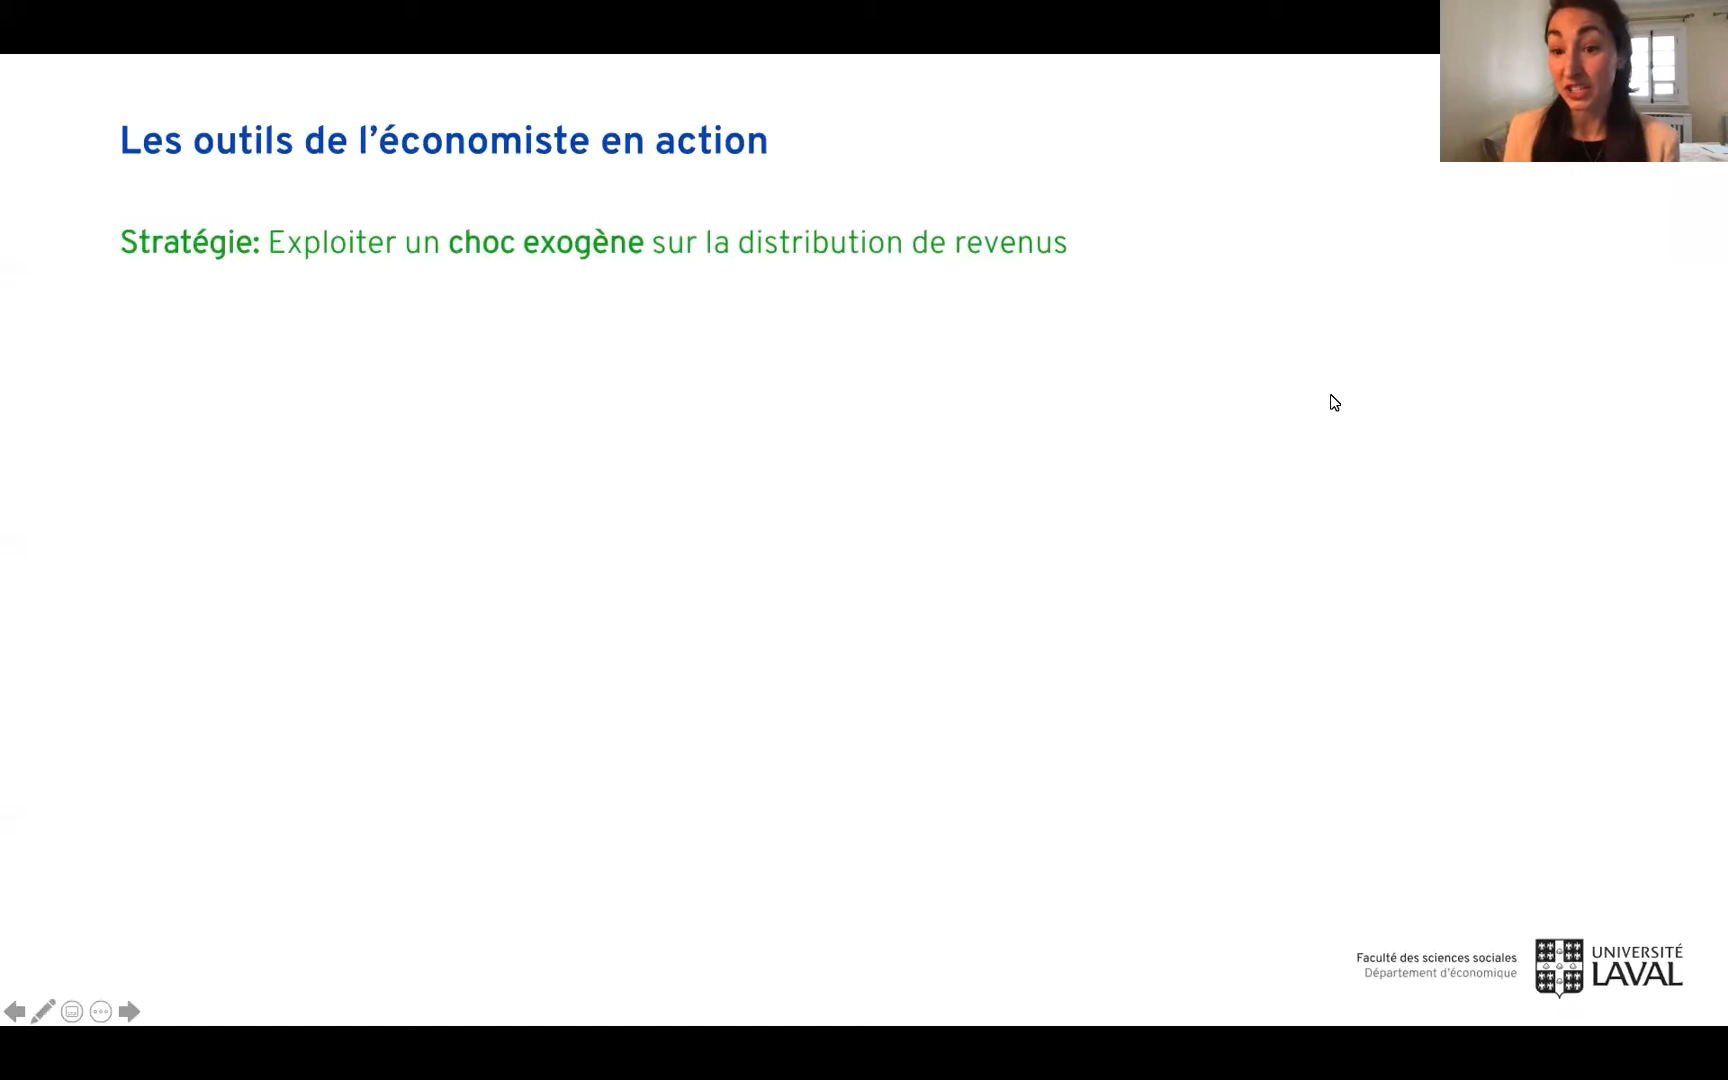 Les outils de l’économiste en action
Stratégie: Exploiter un choc exogène sur la distribution de revenus
Faculté des sciences sociales
Département d’économique
UNIVERSITÉ
LAVAL